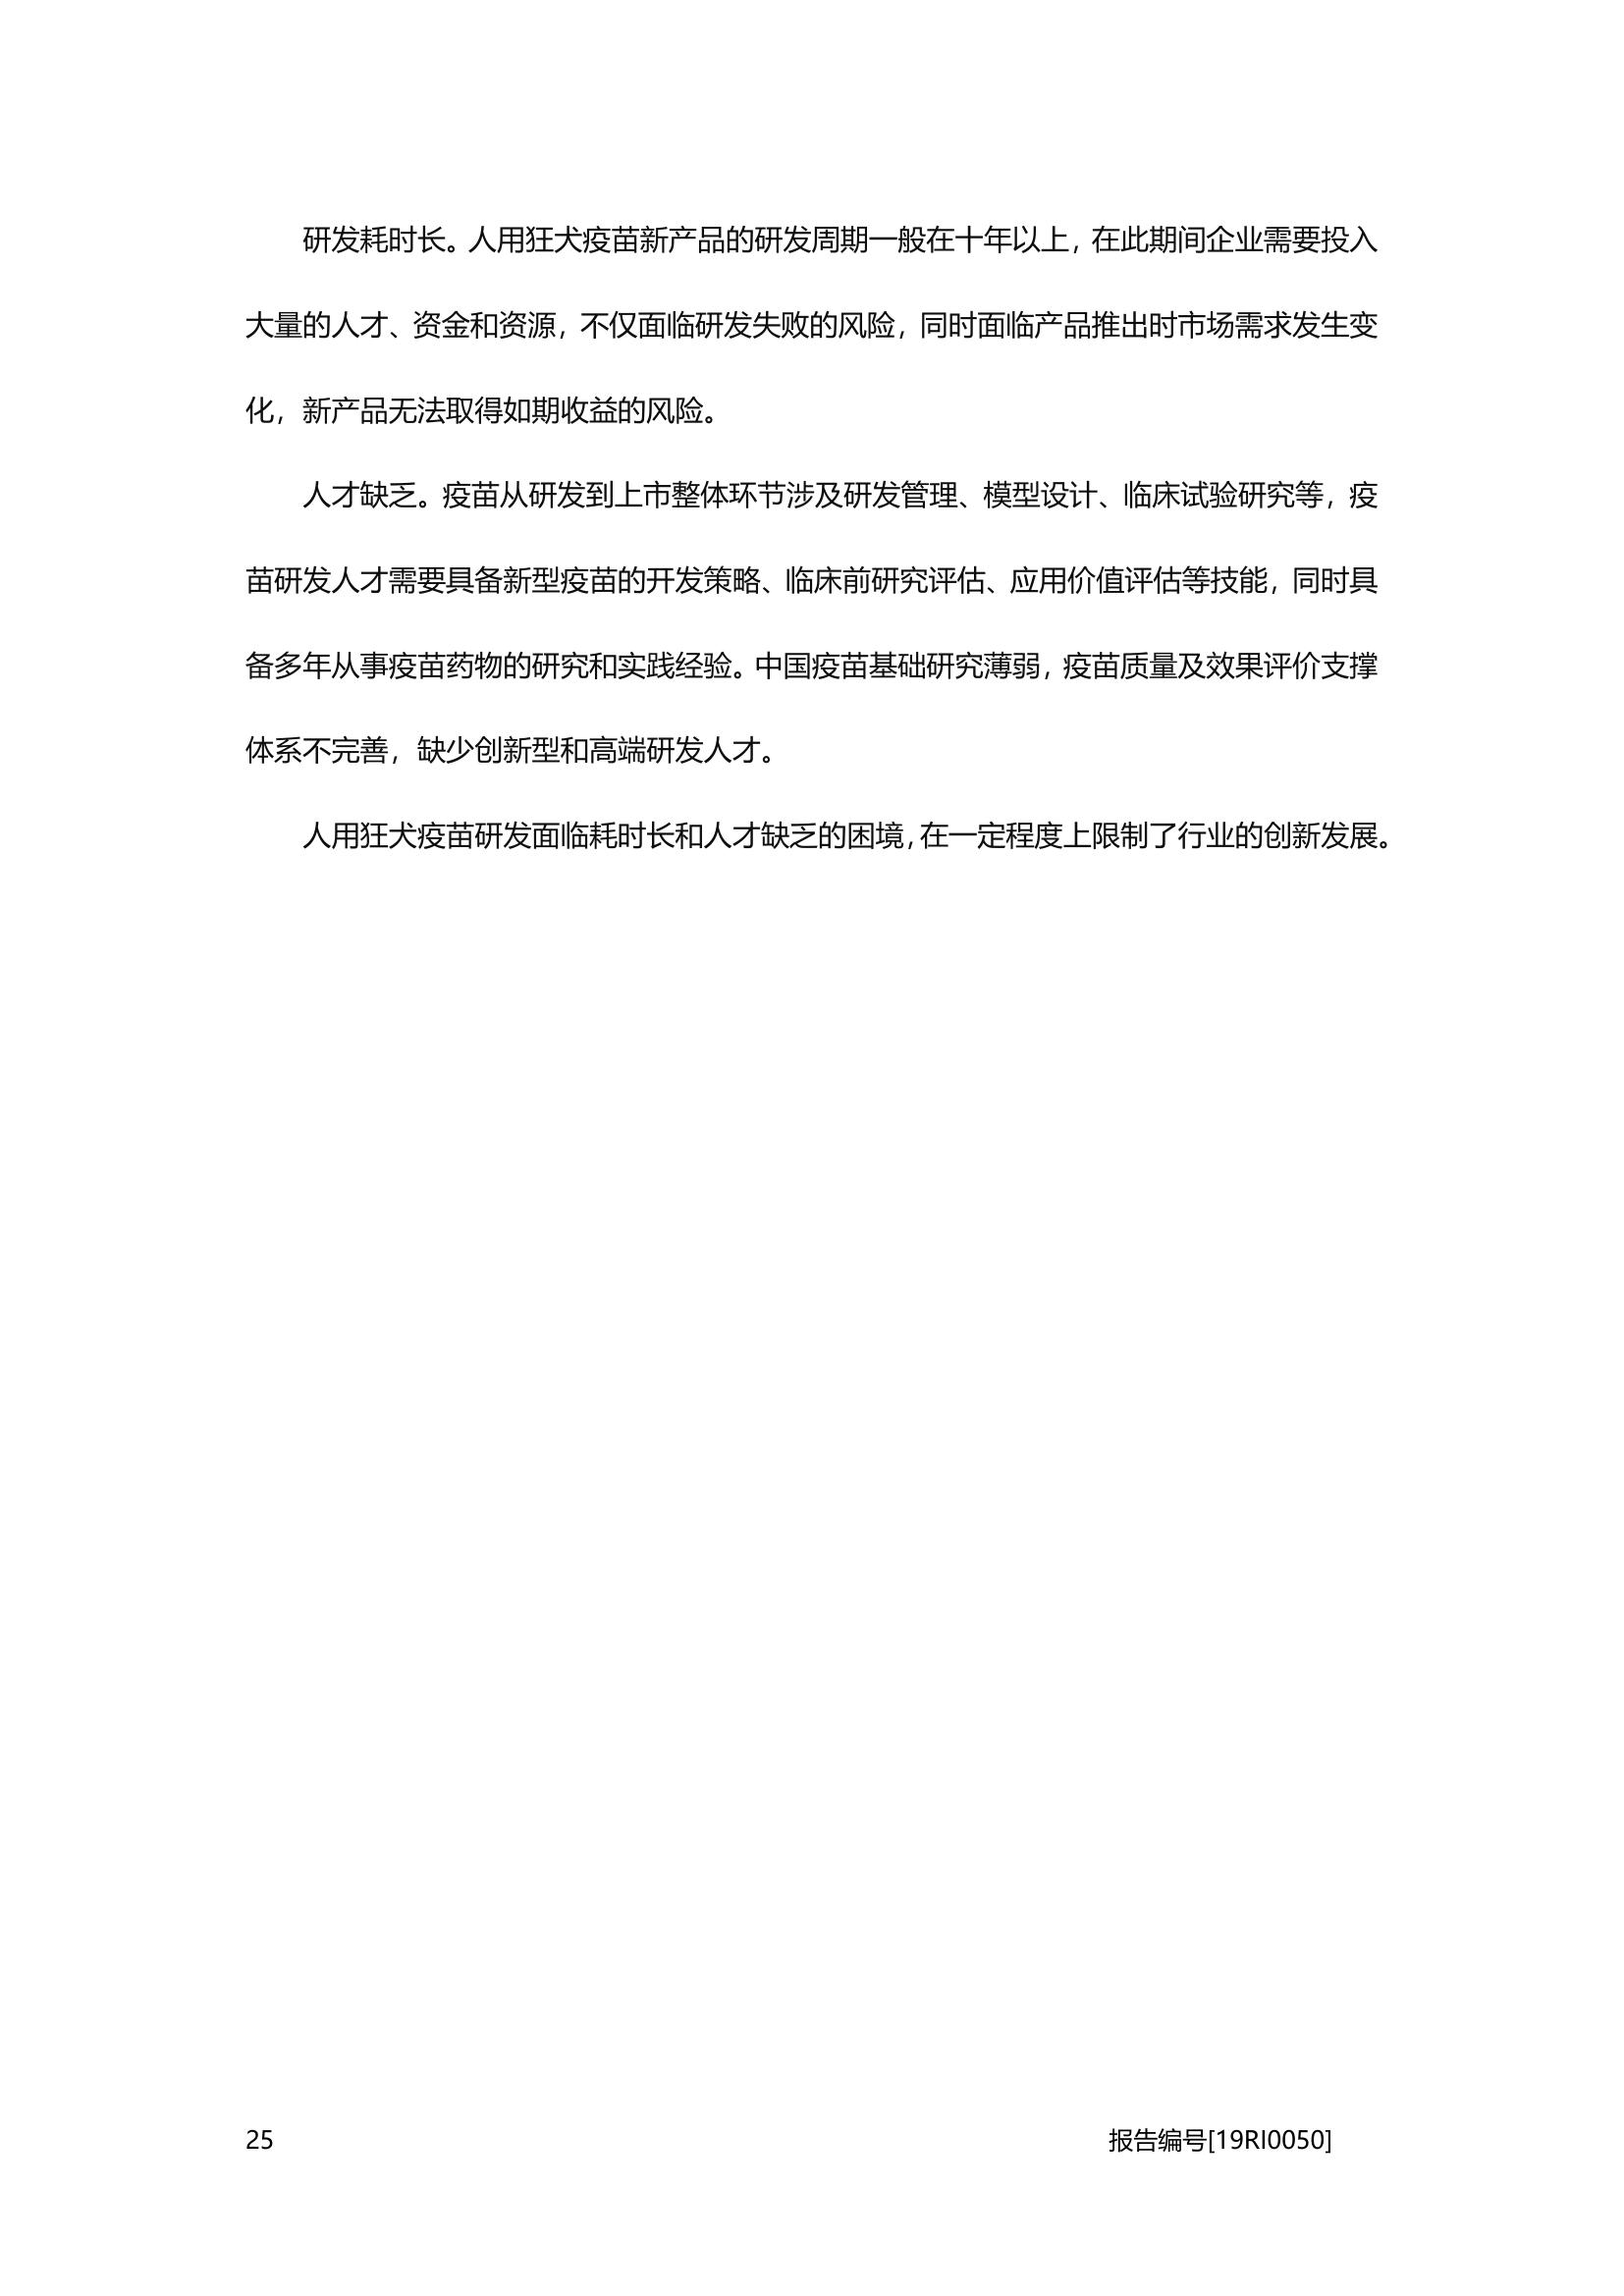 研发耗时长。人用狂犬疫苗新产品的研发周期一般在十年以上，在此期间企业需要投入
大量的人才、资金和资源，不仅面临研发失败的风险，同时面临产品推出时市场需求发生变
化，新产品无法取得如期收益的风险。
人才缺乏。疫苗从研发到上市整体环节涉及研发管理、模型设计、临床试验研究等，疫
苗研发人才需要具备新型疫苗的开发策略、临床前研究评估、应用价值评估等技能，同时具
备多年从事疫苗药物的研究和实践经验。中国疫苗基础研究薄弱，疫苗质量及效果评价支撑
体系不完善，缺少创新型和高端研发人才。
人用狂犬疫苗研发面临耗时长和人才缺乏的困境，在一定程度上限制了行业的创新发展。
25 报告编号[19RI0050]